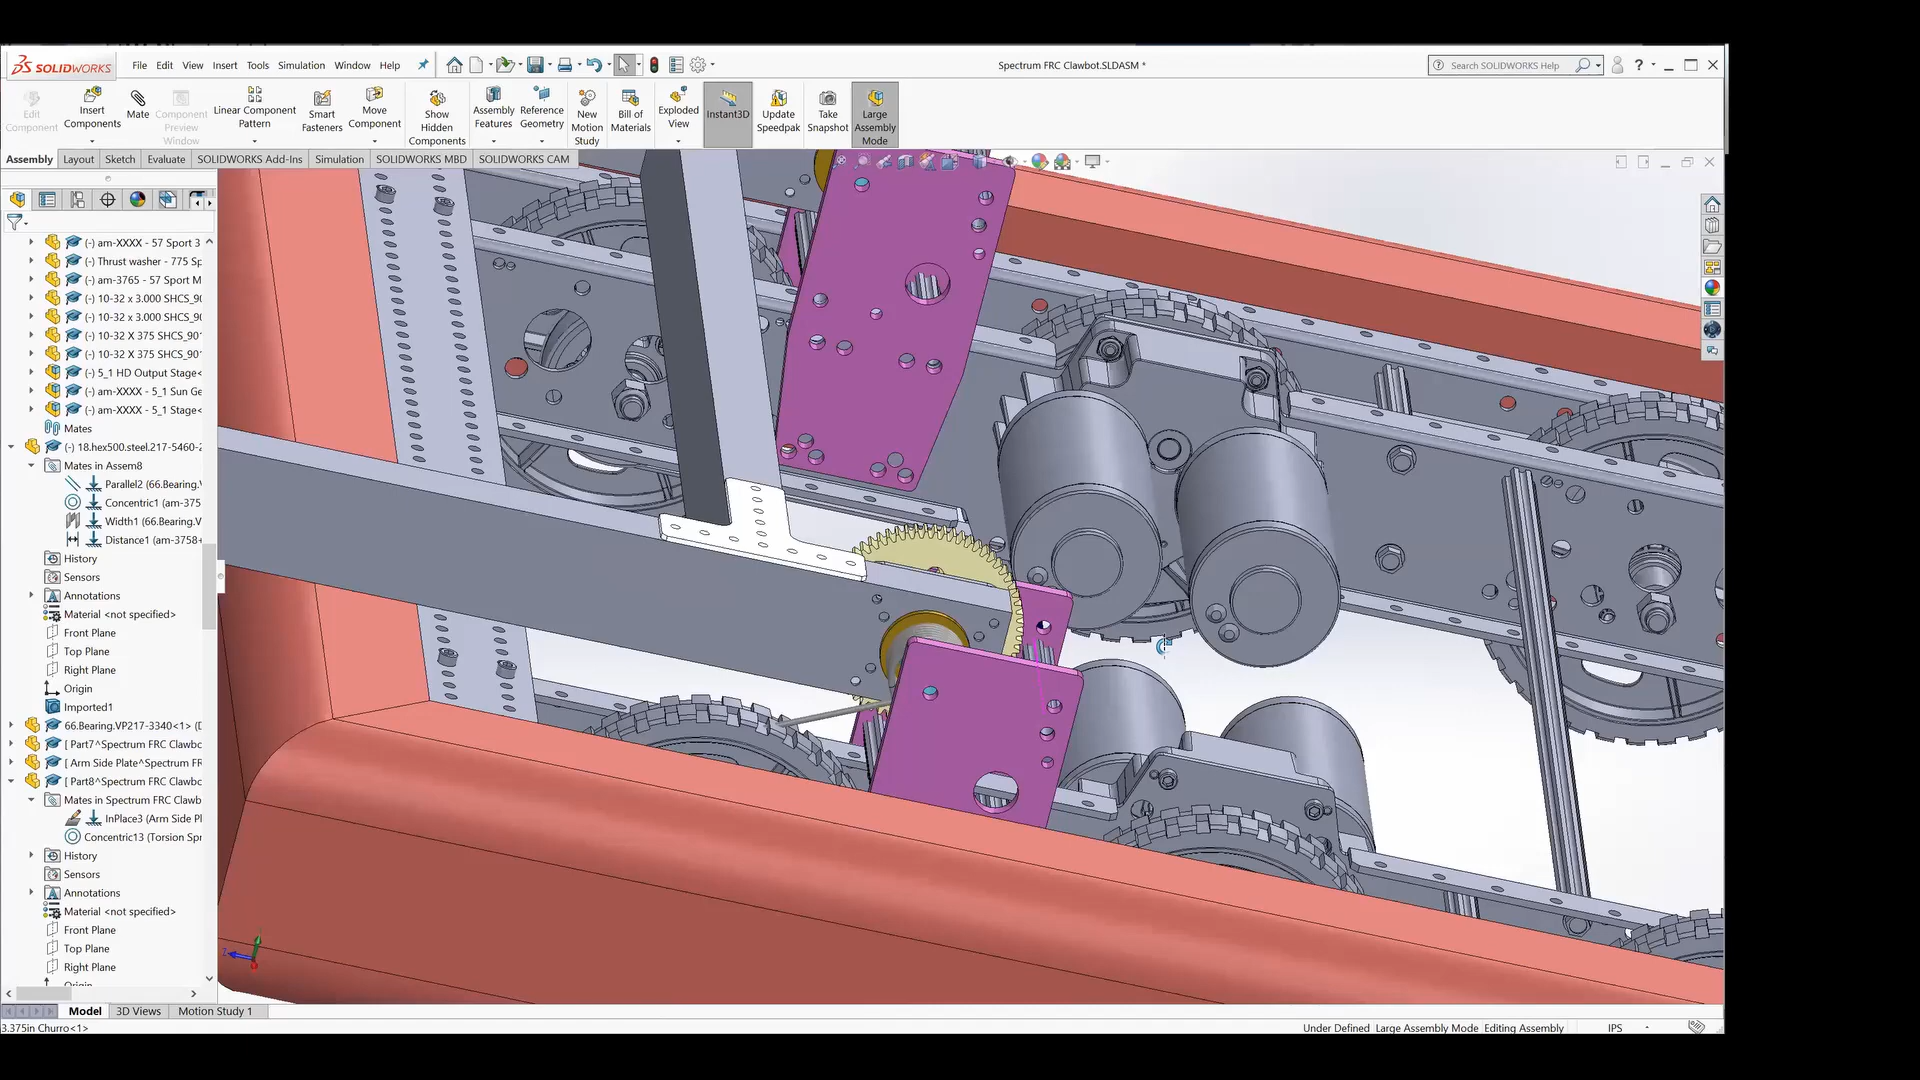 SOLIDWORKS File Edit View Insert Tools Simulation Window Help
Spectrum FRC Clawbot.SLDASM *
Search SOLIDWORKS Help
?
Edit Component
Insert Components
Mate
Component Preview Window
Linear Component Pattern
Smart Fasteners
Move Component
Show Hidden Components
Assembly Features
Reference Geometry
New Motion Study
Bill of Materials
Exploded View
Instant3D
Update Speedpak
Take Snapshot
Large Assembly Mode
Assembly Layout Sketch Evaluate SOLIDWORKS Add-Ins Simulation SOLIDWORKS MBD SOLIDWORKS CAM
(-) am-XXXX - 57 Sport 3
(-) Thrust washer - 775 Sp
(-) am-3765 - 57 Sport M
(-) 10-32 x 3.000 SHCS_90
(-) 10-32 x 3.000 SHCS_90
(-) 10-32 X 375 SHCS_901
(-) 10-32 X 375 SHCS_901
(-) 5_1 HD Output Stage<
(-) am-XXXX - 5_1 Sun Ge
(-) am-XXXX - 5_1 Stage<
Mates
(-) 18.hex500.steel.217-5460-2
Mates in Assem8
Parallel2 (66.Bearing.V
Concentric1 (am-375
Width1 (66.Bearing.V
Distance1 (am-3758+
History
Sensors
Annotations
Material <not specified>
Front Plane
Top Plane
Right Plane
Origin
Imported1
66.Bearing.VP217-3340<1> (D
[ Part7^Spectrum FRC Clawbc
[ Arm Side Plate^Spectrum FR
[ Part8^Spectrum FRC Clawbc
Mates in Spectrum FRC Clawb
InPlace3 (Arm Side Pl
Concentric13 (Torsion Spr
History
Sensors
Annotations
Material <not specified>
Front Plane
Top Plane
Right Plane
Origin
Z
Model 3D Views Motion Study 1
3.375in Churro<1>
Under Defined Large Assembly Mode Editing Assembly IPS